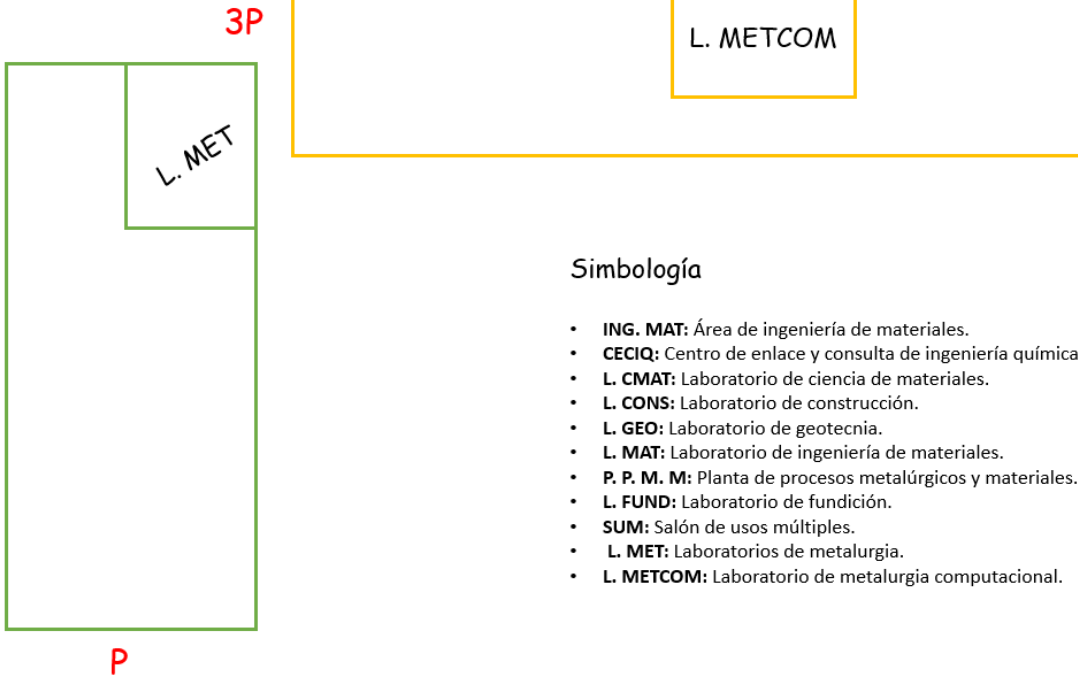 3P
L. METCOM
L. MET
Simbología
• ING. MAT: Área de ingeniería de materiales.
• CECIQ: Centro de enlace y consulta de ingeniería química
• L. CMAT: Laboratorio de ciencia de materiales.
• L. CONS: Laboratorio de construcción.
• L. GEO: Laboratorio de geotecnia.
• L. MAT: Laboratorio de ingeniería de materiales.
• P. P. M. M: Planta de procesos metalúrgicos y materiales.
• L. FUND: Laboratorio de fundición.
• SUM: Salón de usos múltiples.
• L. MET: Laboratorios de metalurgia.
• L. METCOM: Laboratorio de metalurgia computacional.
P